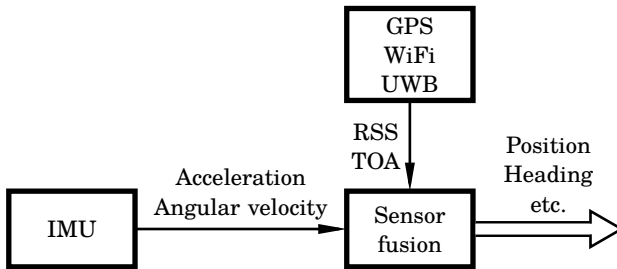 GPS
WiFi
UWB
RSS
TOA
Position
Heading
etc.
Acceleration
Angular velocity
IMU
Sensor
fusion